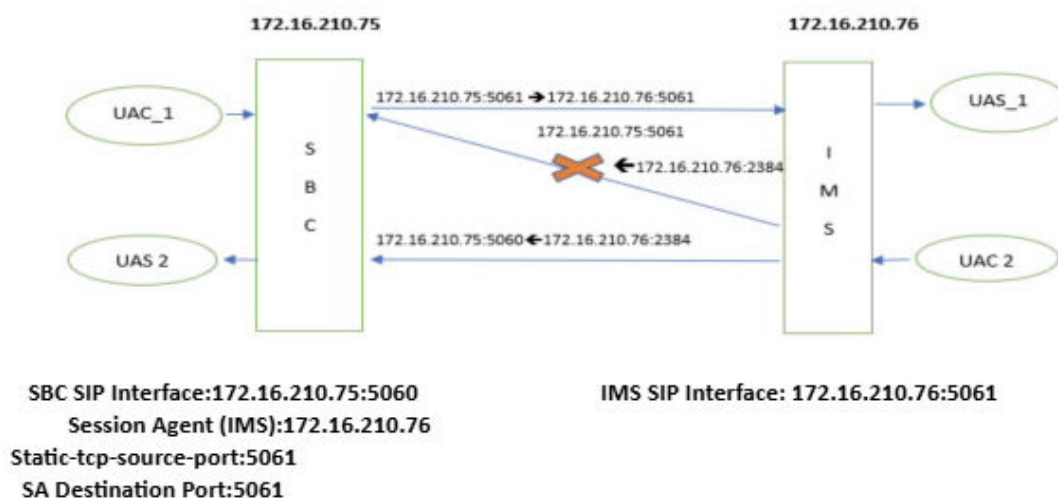 172.16.210.75
172.16.210.76
172.16.210.75:5061 → 172.16.210.76:5061
UAC_1
UAS_1
172.16.210.75:5061
S
I
←172.16.210.76:2384
B
M
C
S
172.16.210.75:5060←172.16.210.76:2384
UAS 2
UAC 2
SBC SIP Interface:172.16.210.75:5060
IMS SIP Interface: 172.16.210.76:5061
Session Agent (IMS):172.16.210.76
Static-tcp-source-port:5061
SA Destination Port:5061